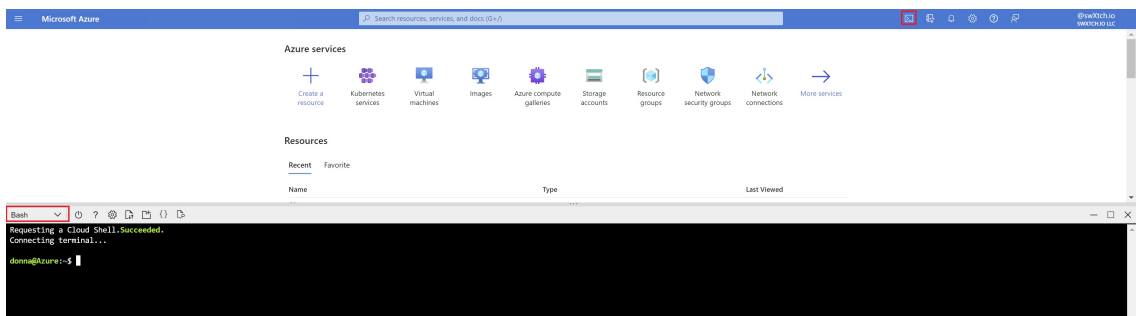 Microsoft Azure
Search resources, services, and docs (G+/)
@swXtch.io
SWXTCH.IO LLC
Azure services
Create a resource
Kubernetes services
Virtual machines
Images
Azure compute galleries
Storage accounts
Resource groups
Network security groups
Network connections
More services
Resources
Recent Favorite
Name Type Last Viewed
Bash
Requesting a Cloud Shell.Succeeded.
Connecting terminal...
donna@Azure:~$